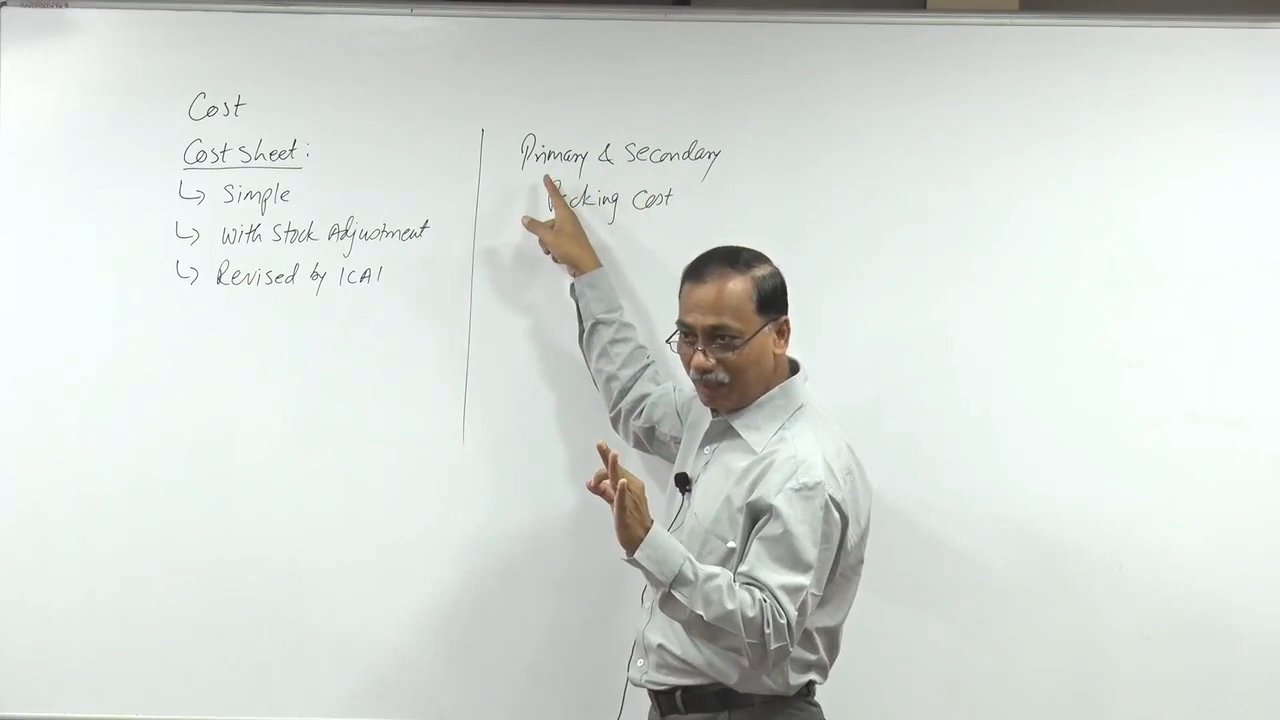 Cost
Cost Sheet:
↳ Simple
↳ With Stock Adjustment
↳ Revised by ICAI
Primary & Secondary
Packing Cost